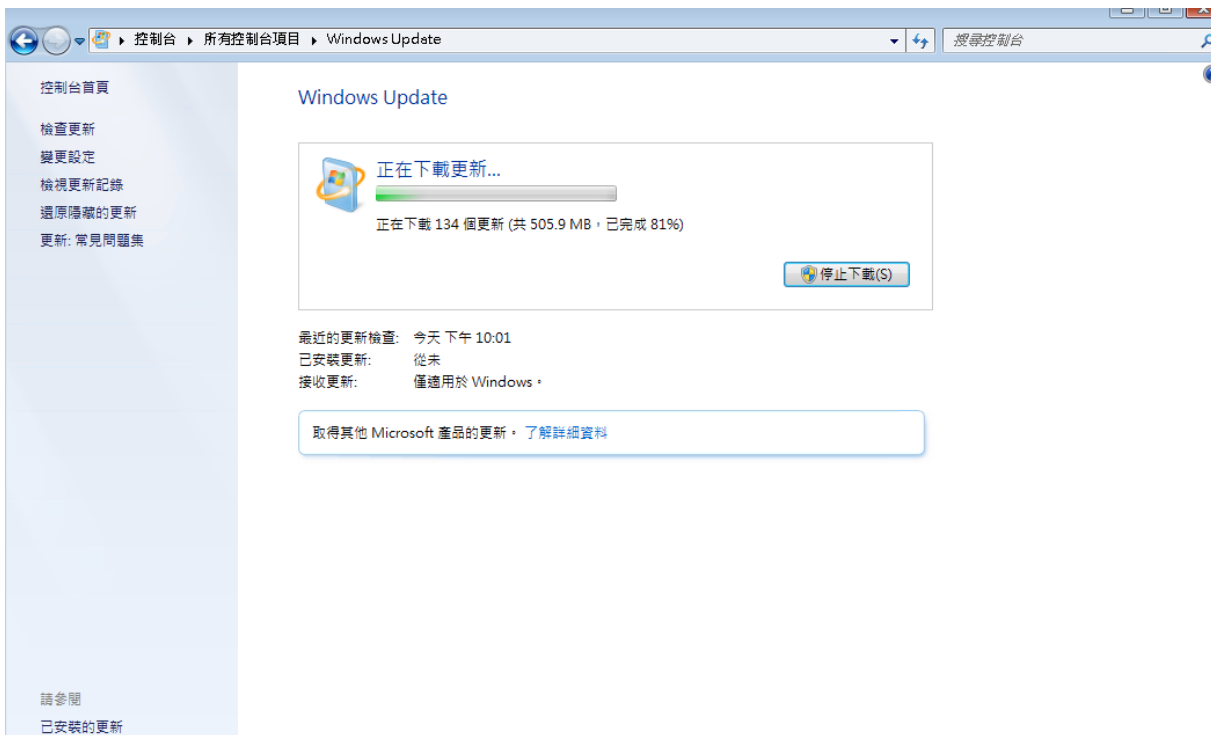 控制台 ▸ 所有控制台項目 ▸ Windows Update
搜尋控制台
控制台首頁
檢查更新
變更設定
檢視更新記錄
還原隱藏的更新
更新: 常見問題集
Windows Update
正在下載更新...
正在下載 134 個更新 (共 505.9 MB，已完成 81%)
停止下載(S)
最近的更新檢查: 今天 下午 10:01
已安裝更新: 從未
接收更新: 僅適用於 Windows。
取得其他 Microsoft 產品的更新。 了解詳細資料
請參閱
已安裝的更新